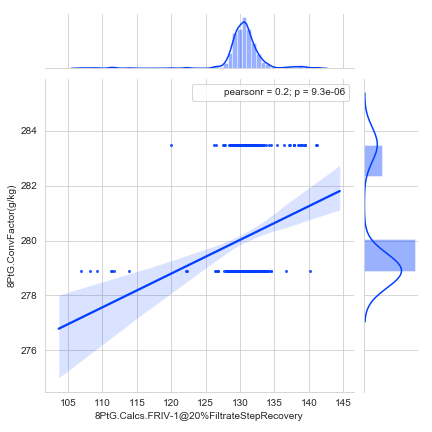 pearsonr = 0.2; p = 9.3e-06
284
282
280
278
276
8PtG.ConvFactor(g/kg)
105 110 115 120 125 130 135 140 145
8PtG.Calcs.FRIV-1@20%FiltrateStepRecovery